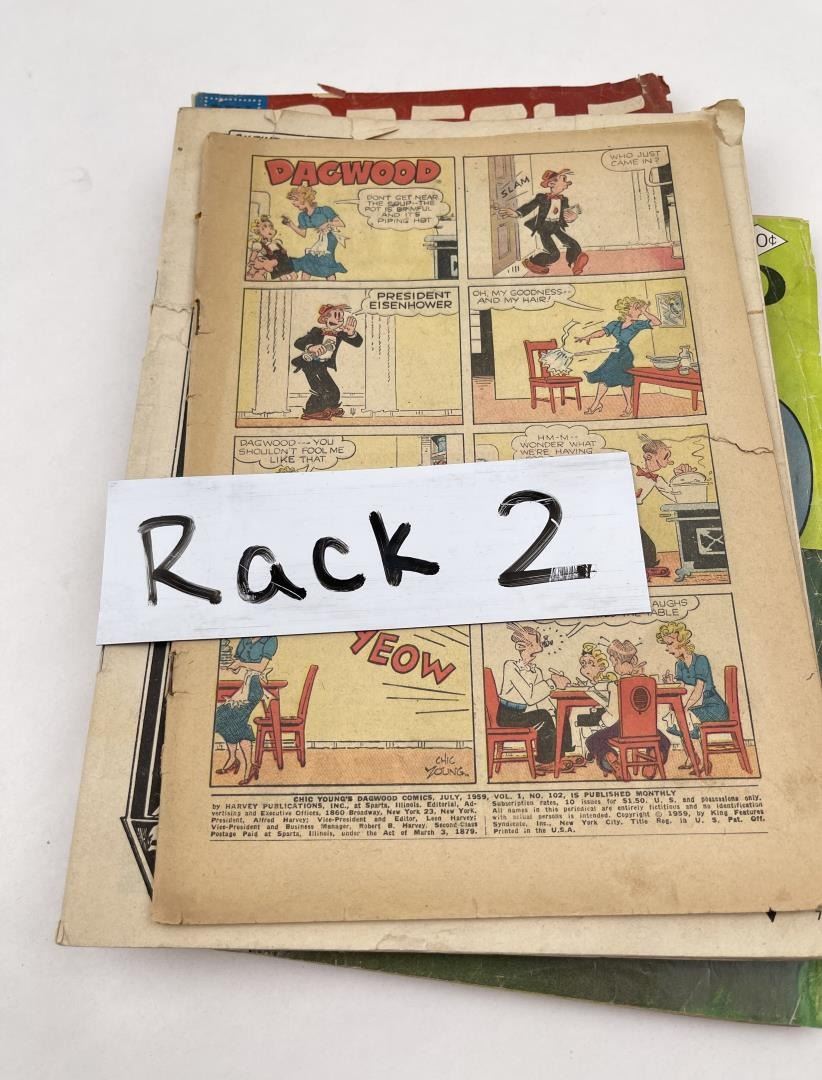 DAGWOOD
DON'T GET NEAR
THE SOUP--THE
POT IS BRIMFUL
AND IT'S
PIPING HOT
SLAM
WHO JUST
CAME IN?
0¢
PRESIDENT
EISENHOWER
OH, MY GOODNESS--
AND MY HAIR!
DAGWOOD---YOU
SHOULDN'T FOOL ME
LIKE THAT
HM-M--
WONDER WHAT
WE'RE HAVING
Rack 2
YEOW
CHIC
YOUNG
AUGHS
ABLE
CHIC YOUNG'S DAGWOOD COMICS, JULY, 1959, VOL. 1, NO. 102, IS PUBLISHED MONTHLY
by HARVEY PUBLICATIONS, INC., at Sparta, Illinois. Editorial, Ad-
vertising and Executive Offices, 1860 Broadway, New York 23, New York.
President, Alfred Harvey; Vice-President and Editor, Leon Harvey;
Vice-President and Business Manager, Robert B. Harvey. Second-Class
Postage Paid at Sparta, Illinois, under the Act of March 3, 1879.
Subscription rates, 10 issues for $1.50. U. S. and possessions only.
All names in this periodical are entirely fictitious and no identification
with actual persons is intended. Copyright © 1959, by King Features
Syndicate, Inc., New York City. Title Reg. in U. S. Pat. Off.
Printed in the U.S.A.